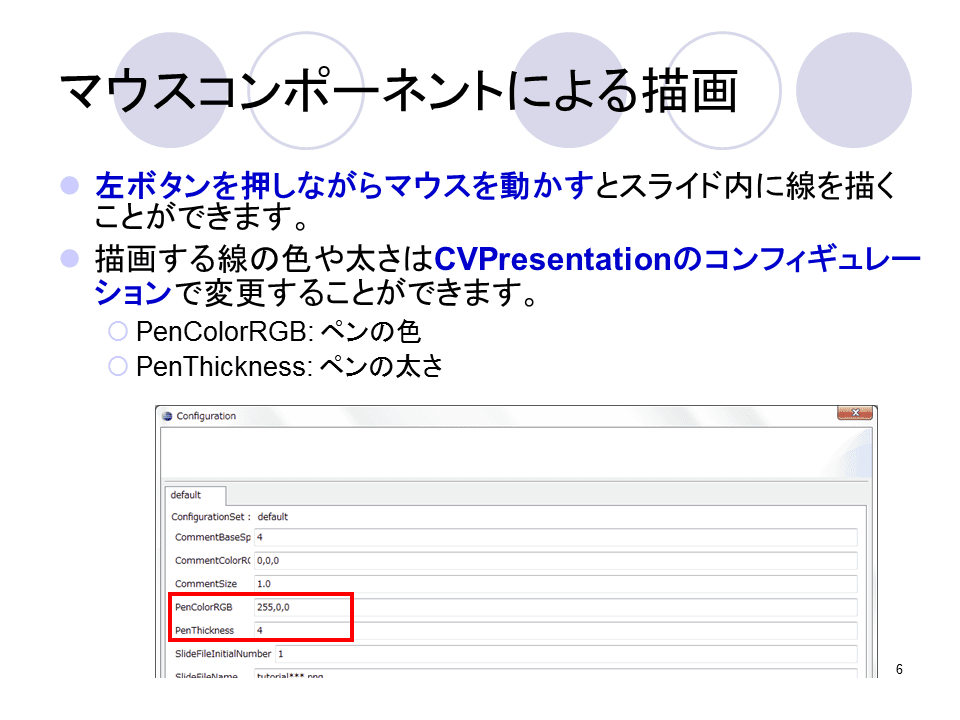 マウスコンポーネントによる描画
左ボタンを押しながらマウスを動かすとスライド内に線を描く
ことができます。
描画する線の色や太さはCVPresentationのコンフィギュレー
ションで変更することができます。
PenColorRGB: ペンの色
PenThickness: ペンの太さ
Configuration
default
ConfigurationSet : default
CommentBaseSp 4
CommentColorRG 0,0,0
CommentSize 1.0
PenColorRGB 255,0,0
PenThickness 4
SlideFileInitialNumber 1
SlideFileName tutorial***.png
6